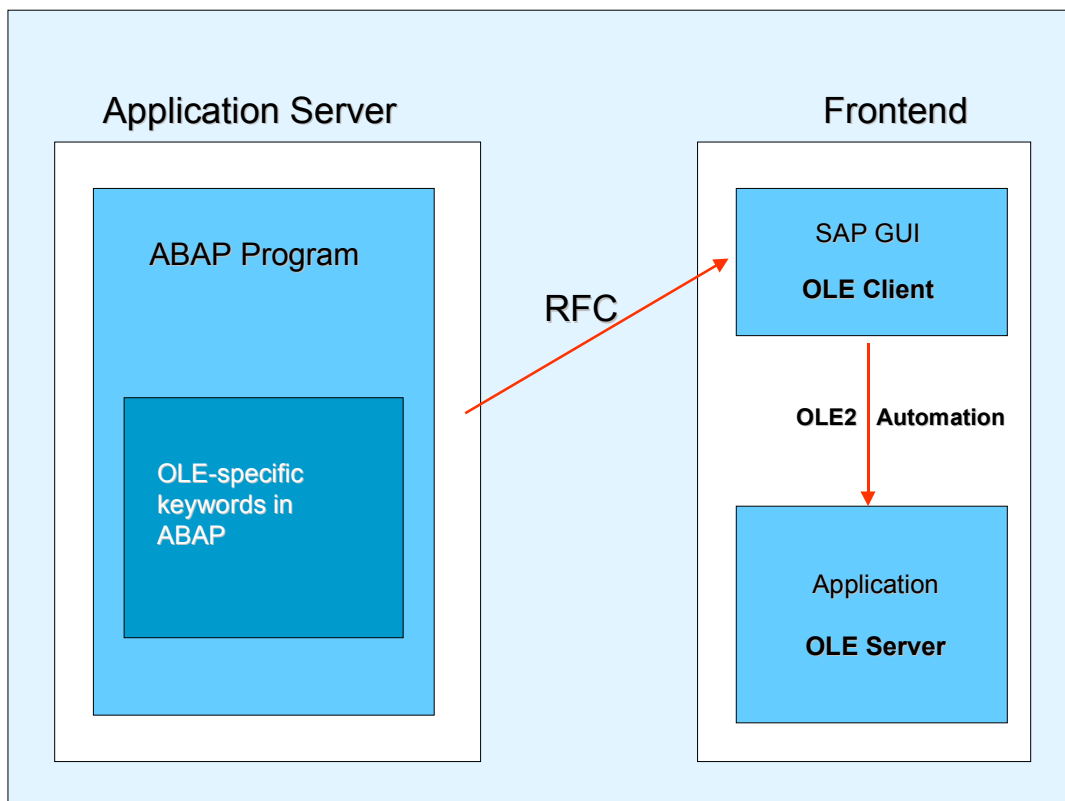 Application Server
Frontend
ABAP Program
OLE-specific
keywords in
ABAP
RFC
SAP GUI
OLE Client
OLE2 Automation
Application
OLE Server